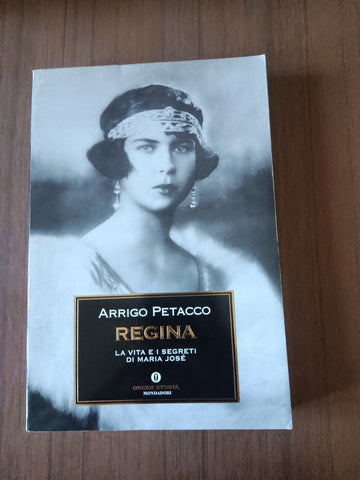 ARRIGO PETACCO
REGINA
LA VITA E I SEGRETI
DI MARIA JOSÉ
OSCAR STORIA
MONDADORI